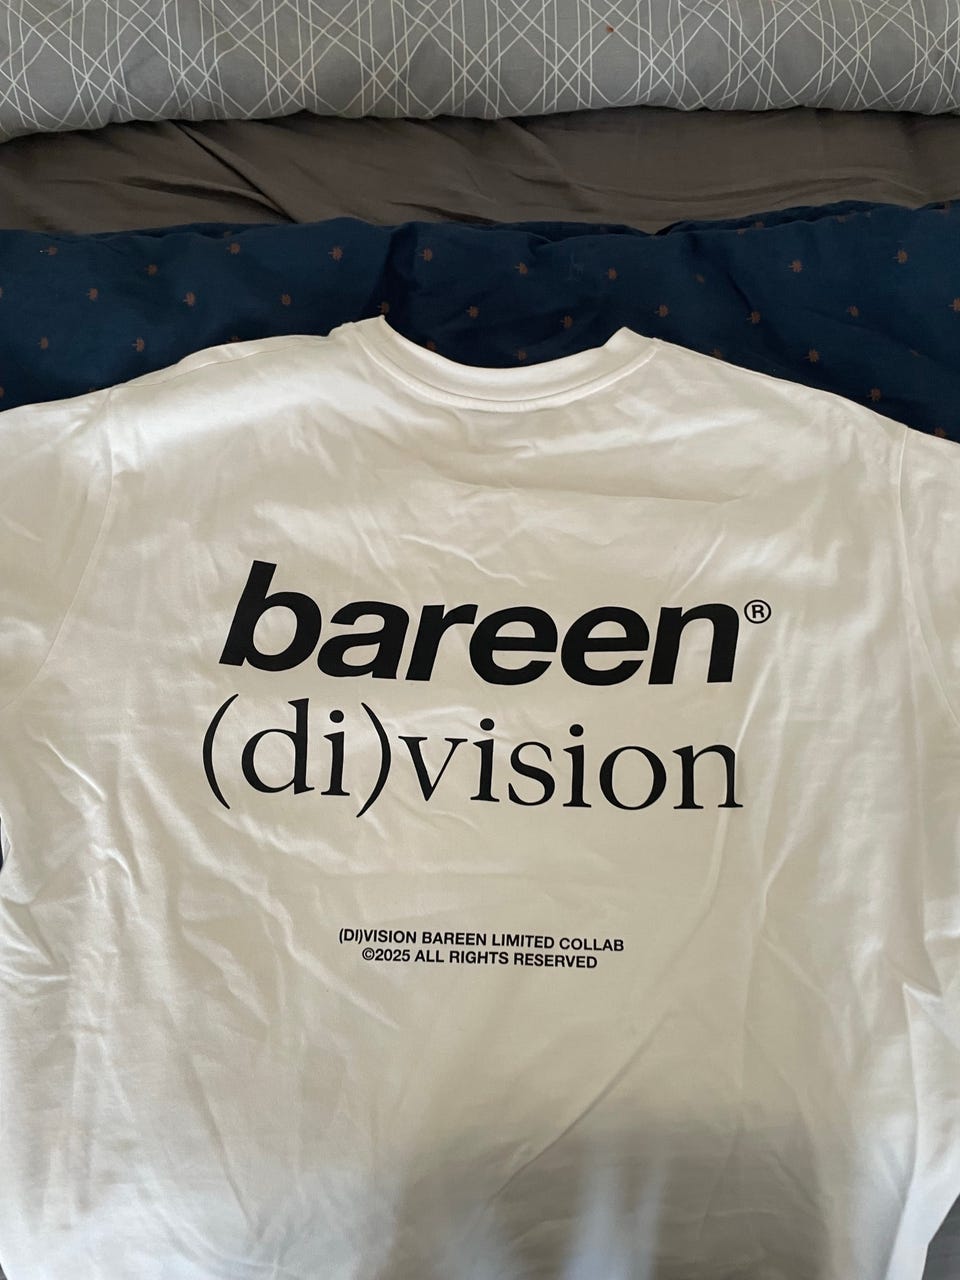 bareen®
(di)vision
(DI)VISION BAREEN LIMITED COLLAB
©2025 ALL RIGHTS RESERVED